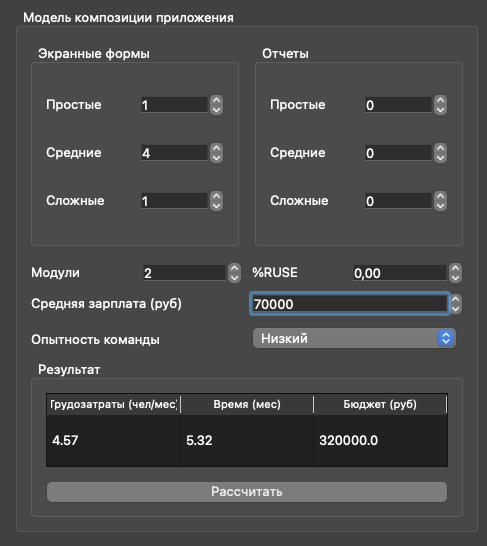 Модель композиции приложения
Экранные формы
Отчеты
Простые 1
Простые 0
Средние 4
Средние 0
Сложные 1
Сложные 0
Модули 2 %RUSE 0,00
Средняя зарплата (руб) 70000
Опытность команды Низкий
Результат
Трудозатраты (чел/мес) Время (мес) Бюджет (руб)
4.57 5.32 320000.0
Рассчитать